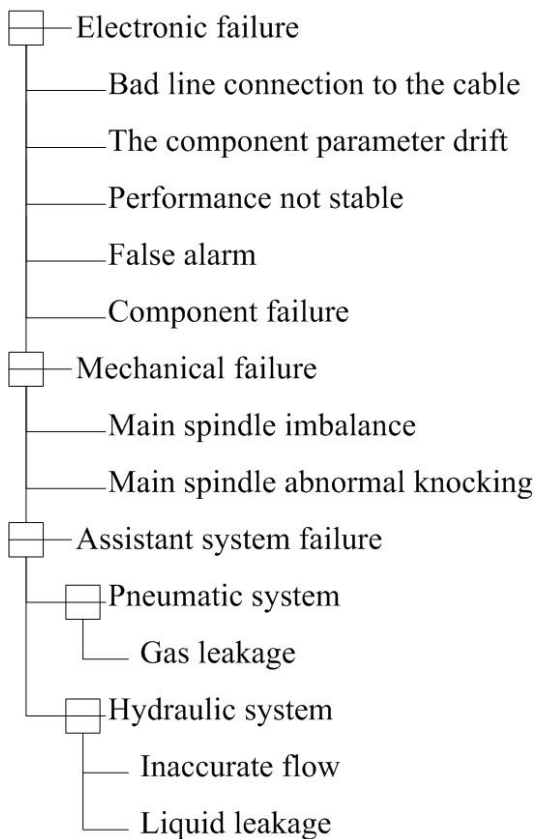 Electronic failure
Bad line connection to the cable
The component parameter drift
Performance not stable
False alarm
Component failure
Mechanical failure
Main spindle imbalance
Main spindle abnormal knocking
Assistant system failure
Pneumatic system
Gas leakage
Hydraulic system
Inaccurate flow
Liquid leakage